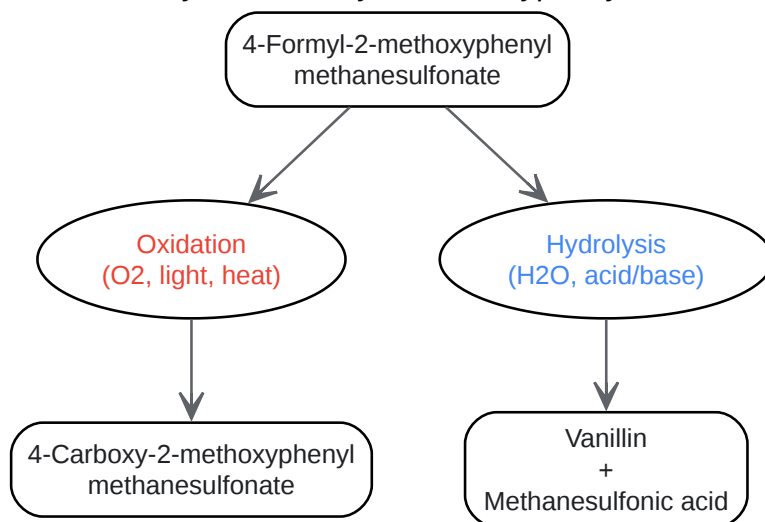 4-Formyl-2-methoxyphenyl
methanesulfonate
Oxidation
(O2, light, heat)
Hydrolysis
(H2O, acid/base)
4-Carboxy-2-methoxyphenyl
methanesulfonate
Vanillin
+
Methanesulfonic acid